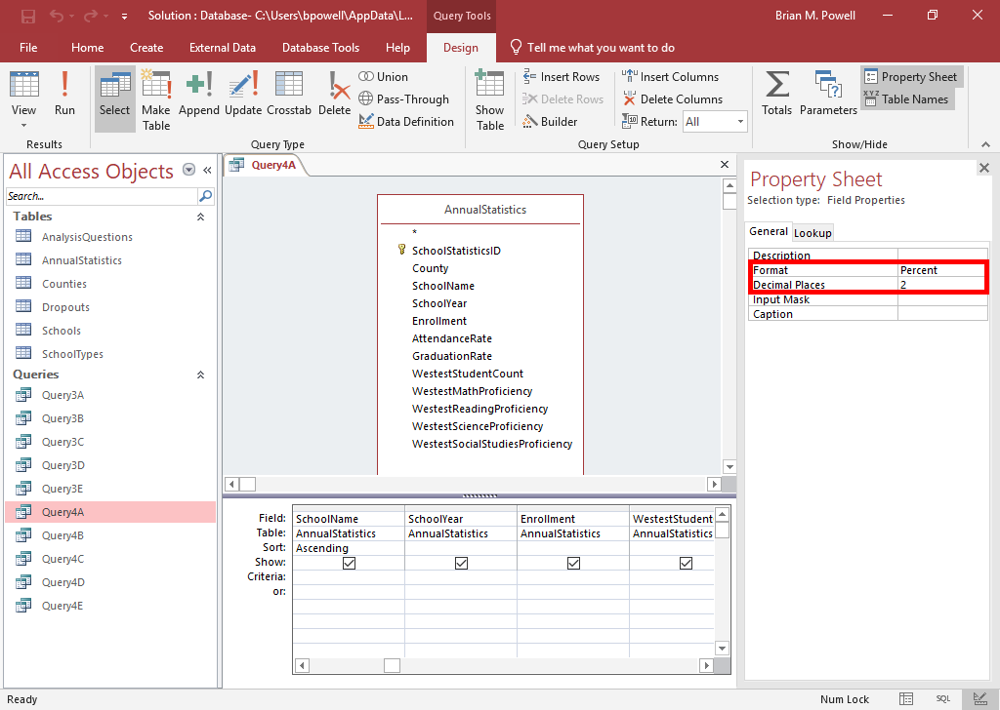 Solution : Database- C:\Users\bpowell\AppData\L...
Query Tools
Brian M. Powell
File Home Create External Data Database Tools Help Design Tell me what you want to do
View
Run
Results
Select
Make Table
Append
Update
Crosstab
Delete
Union
Pass-Through
Data Definition
Query Type
Show Table
Insert Rows
Delete Rows
Builder
Insert Columns
Delete Columns
Return: All
Query Setup
Totals
Parameters
Property Sheet
XYZ Table Names
Show/Hide
All Access Objects
Search...
Tables
AnalysisQuestions
AnnualStatistics
Counties
Dropouts
Schools
SchoolTypes
Queries
Query3A
Query3B
Query3C
Query3D
Query3E
Query4A
Query4B
Query4C
Query4D
Query4E
Query4A
AnnualStatistics
*
SchoolStatisticsID
County
SchoolName
SchoolYear
Enrollment
AttendanceRate
GraduationRate
WestestStudentCount
WestestMathProficiency
WestestReadingProficiency
WestestScienceProficiency
WestestSocialStudiesProficiency
Field: SchoolName SchoolYear Enrollment WestestStudent
Table: AnnualStatistics AnnualStatistics AnnualStatistics AnnualStatistics
Sort: Ascending
Show:
Criteria:
or:
Property Sheet
Selection type: Field Properties
General Lookup
Description
Format Percent
Decimal Places 2
Input Mask
Caption
Ready
Num Lock
SQL